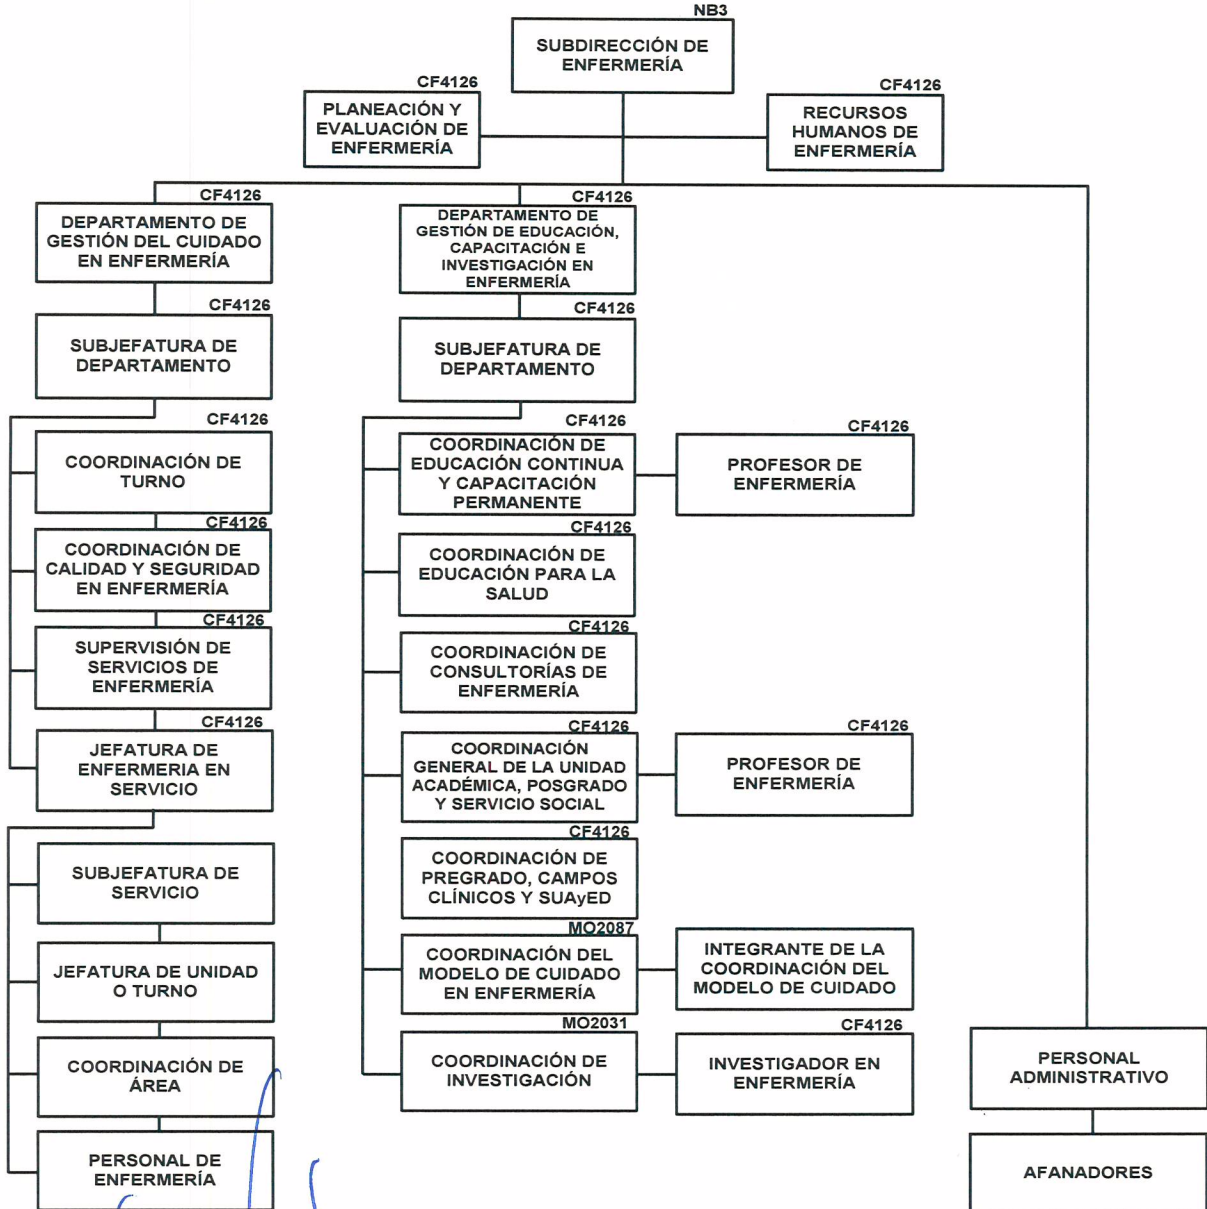 NB3
SUBDIRECCIÓN DE
ENFERMERÍA
CF4126
PLANEACIÓN Y
EVALUACIÓN DE
ENFERMERÍA
CF4126
RECURSOS
HUMANOS DE
ENFERMERÍA
CF4126
DEPARTAMENTO DE
GESTIÓN DEL CUIDADO
EN ENFERMERÍA
CF4126
SUBJEFATURA DE
DEPARTAMENTO
CF4126
COORDINACIÓN DE
TURNO
CF4126
COORDINACIÓN DE
CALIDAD Y SEGURIDAD
EN ENFERMERÍA
CF4126
SUPERVISIÓN DE
SERVICIOS DE
ENFERMERÍA
CF4126
JEFATURA DE
ENFERMERIA EN
SERVICIO
SUBJEFATURA DE
SERVICIO
JEFATURA DE UNIDAD
O TURNO
COORDINACIÓN DE
ÁREA
PERSONAL DE
ENFERMERÍA
CF4126
DEPARTAMENTO DE
GESTIÓN DE EDUCACIÓN,
CAPACITACIÓN E
INVESTIGACIÓN EN
ENFERMERÍA
CF4126
SUBJEFATURA DE
DEPARTAMENTO
CF4126
COORDINACIÓN DE
EDUCACIÓN CONTINUA
Y CAPACITACIÓN
PERMANENTE
CF4126
PROFESOR DE
ENFERMERÍA
CF4126
COORDINACIÓN DE
EDUCACIÓN PARA LA
SALUD
CF4126
COORDINACIÓN DE
CONSULTORÍAS DE
ENFERMERÍA
CF4126
COORDINACIÓN
GENERAL DE LA UNIDAD
ACADÉMICA, POSGRADO
Y SERVICIO SOCIAL
CF4126
PROFESOR DE
ENFERMERÍA
CF4126
COORDINACIÓN DE
PREGRADO, CAMPOS
CLÍNICOS Y SUAyED
MO2087
COORDINACIÓN DEL
MODELO DE CUIDADO
EN ENFERMERÍA
INTEGRANTE DE LA
COORDINACIÓN DEL
MODELO DE CUIDADO
MO2031
COORDINACIÓN DE
INVESTIGACIÓN
CF4126
INVESTIGADOR EN
ENFERMERÍA
PERSONAL
ADMINISTRATIVO
AFANADORES